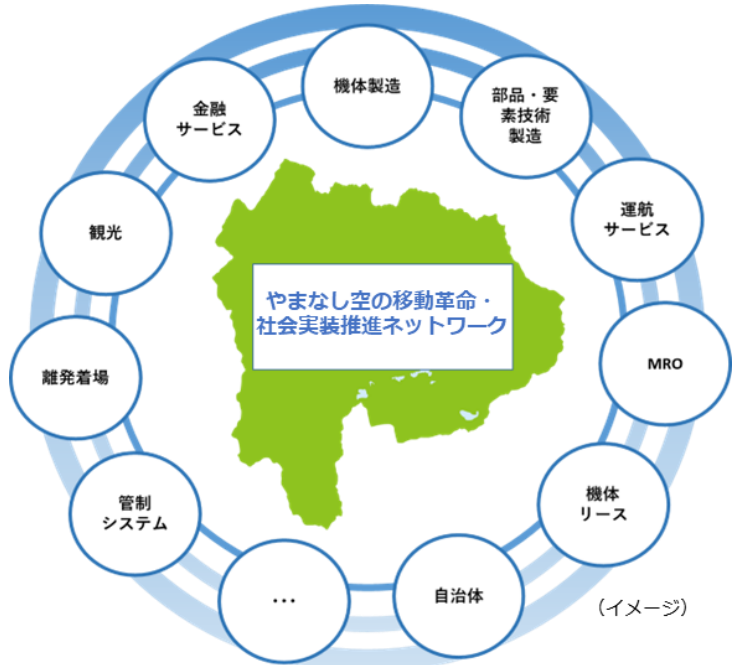 機体製造
部品・要
素技術
製造
運航
サービス
MRO
機体
リース
自治体
...
管制
システム
離発着場
観光
金融
サービス
やまなし空の移動革命・
社会実装推進ネットワーク
（イメージ）